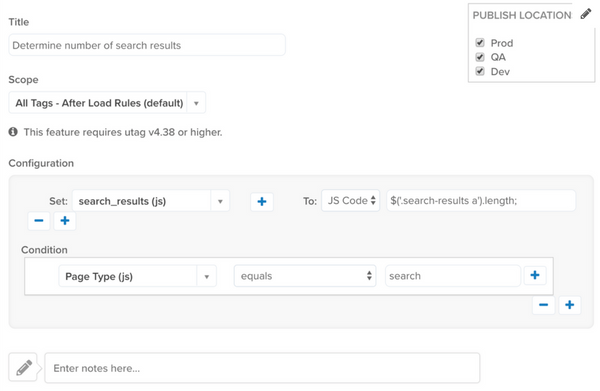 Title
PUBLISH LOCATION
Determine number of search results
Prod
QA
Dev
Scope
All Tags - After Load Rules (default)
This feature requires utag v4.38 or higher.
Configuration
Set: search_results (js) + To: JS Code $('.search-results a').length;
− +
Condition
Page Type (js) equals search +
− +
Enter notes here...